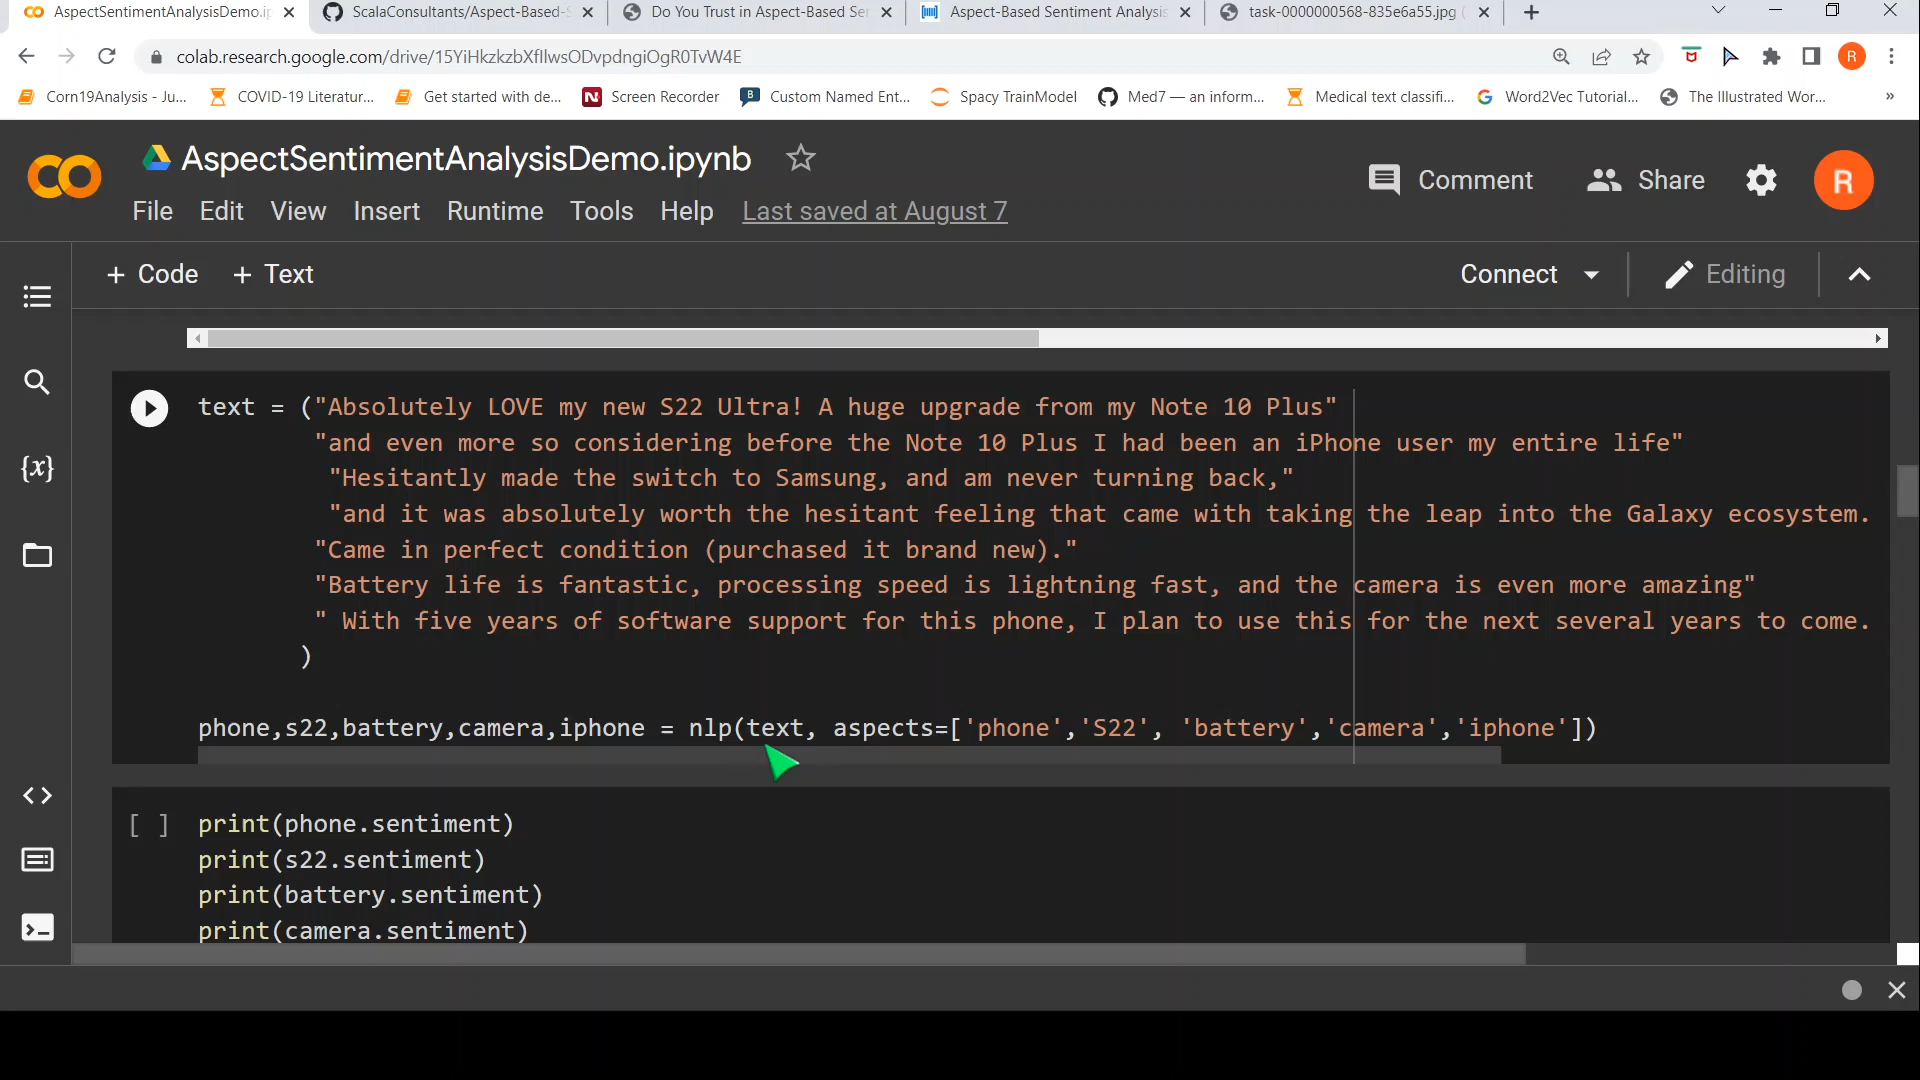 AspectSentimentAnalysisDemo.ip
ScalaConsultants/Aspect-Based-S
Do You Trust in Aspect-Based Se
Aspect-Based Sentiment Analysis
task-0000000568-835e6a55.jpg (
colab.research.google.com/drive/15YiHkzkzbXfIlwsODvpdngiOgR0TvW4E
R
Corn19Analysis - Ju...
COVID-19 Literatur...
Get started with de...
Screen Recorder
Custom Named Ent...
Spacy TrainModel
Med7 — an inform...
Medical text classifi...
Word2Vec Tutorial...
The Illustrated Wor...
»
AspectSentimentAnalysisDemo.ipynb
Comment
Share
R
File Edit View Insert Runtime Tools Help Last saved at August 7
+ Code + Text
Connect
Editing
text = ("Absolutely LOVE my new S22 Ultra! A huge upgrade from my Note 10 Plus"
"and even more so considering before the Note 10 Plus I had been an iPhone user my entire life"
"Hesitantly made the switch to Samsung, and am never turning back,"
"and it was absolutely worth the hesitant feeling that came with taking the leap into the Galaxy ecosystem.
"Came in perfect condition (purchased it brand new)."
"Battery life is fantastic, processing speed is lightning fast, and the camera is even more amazing"
" With five years of software support for this phone, I plan to use this for the next several years to come.
)
phone,s22,battery,camera,iphone = nlp(text, aspects=['phone','S22', 'battery','camera','iphone'])
[ ] print(phone.sentiment)
print(s22.sentiment)
print(battery.sentiment)
print(camera.sentiment)
{x}